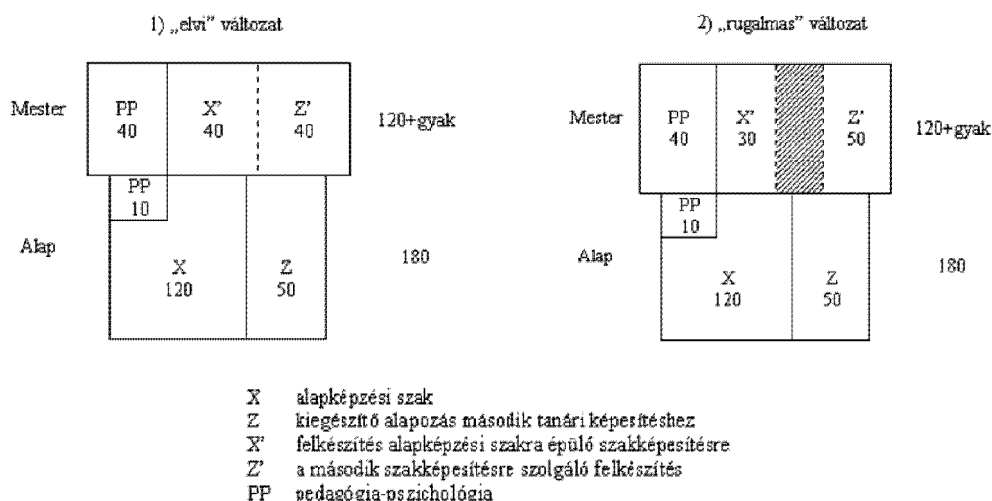 1) „elvi” változat
Mester
PP
40
X’
40
Z’
40
120+gyak
PP
10
Alap
X
120
Z
50
180
2) „rugalmas” változat
Mester
PP
40
X’
30
Z’
50
120+gyak
PP
10
Alap
X
120
Z
50
180
X alapképzési szak
Z kiegészítő alapozás második tanári képesítéshez
X’ felkészítés alapképzési szakra épülő szakképesítésre
Z’ a második szakképesítésre szolgáló felkészítés
PP pedagógia-pszichológia